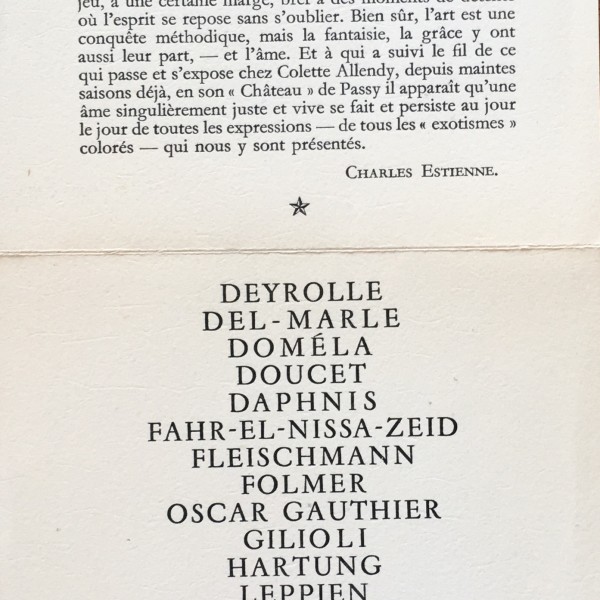 jeu, a une certaine marge, bref a des moments de détente
où l'esprit se repose sans s'oublier. Bien sûr, l'art est une
conquête méthodique, mais la fantaisie, la grâce y ont
aussi leur part, — et l'âme. Et à qui a suivi le fil de ce
qui passe et s'expose chez Colette Allendy, depuis maintes
saisons déjà, en son « Château » de Passy il apparaît qu'une
âme singulièrement juste et vive se fait et persiste au jour
le jour de toutes les expressions — de tous les « exotismes »
colorés — qui nous y sont présentés.
CHARLES ESTIENNE.
DEYROLLE
DEL-MARLE
DOMÉLA
DOUCET
DAPHNIS
FAHR-EL-NISSA-ZEID
FLEISCHMANN
FOLMER
OSCAR GAUTHIER
GILIOLI
HARTUNG
LEPPIEN